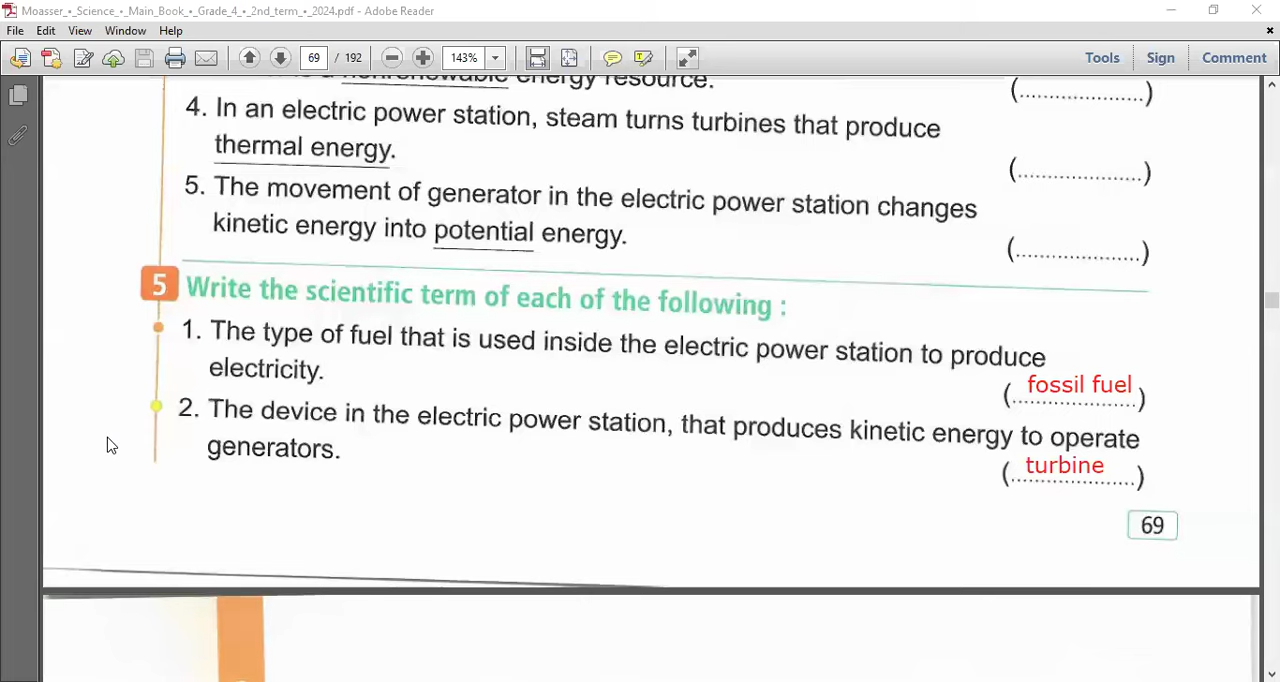 Moasser_•_Science_•_Main_Book_•_Grade_4_•_2nd_term_•_2024.pdf - Adobe Reader
File Edit View Window Help
69 / 192 143% Tools Sign Comment
nonrenewable energy resource. (....................)
4. In an electric power station, steam turns turbines that produce
thermal energy. (....................)
5. The movement of generator in the electric power station changes
kinetic energy into potential energy. (....................)
5 Write the scientific term of each of the following :
1. The type of fuel that is used inside the electric power station to produce
electricity. (fossil fuel)
2. The device in the electric power station, that produces kinetic energy to operate
generators. (turbine)
69